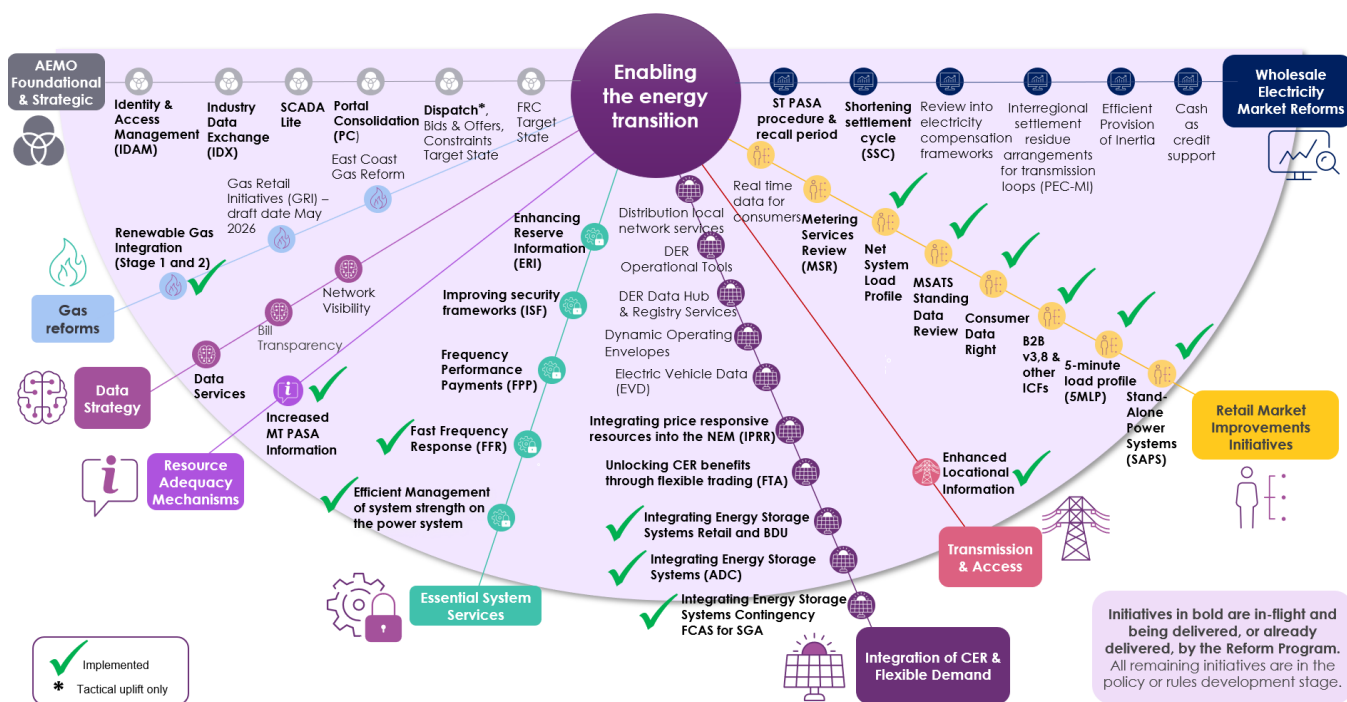 Enabling
the energy
transition
AEMO
Foundational
& Strategic
Identity &
Access
Management
(IDAM)
Industry
Data
Exchange
(IDX)
SCADA
Lite
Portal
Consolidation
(PC)
Dispatch*,
Bids & Offers,
Constraints
Target State
FRC
Target
State
ST PASA
procedure &
recall period
Shortening
settlement
cycle
(SSC)
Review into
electricity
compensation
frameworks
Interregional
settlement
residue
arrangements
for transmission
loops (PEC-MI)
Efficient
Provision
of Inertia
Cash
as
credit
support
Wholesale
Electricity
Market Reforms
East Coast
Gas Reform
Gas Retail
Initiatives (GRI) –
draft date May
2026
Renewable Gas
Integration
(Stage 1 and 2)
Gas
reforms
Network
Visibility
Bill
Transparency
Data
Services
Data
Strategy
Increased
MT PASA
Information
Resource
Adequacy
Mechanisms
Enhancing
Reserve
Information
(ERI)
Improving security
frameworks (ISF)
Frequency
Performance
Payments (FPP)
Fast Frequency
Response (FFR)
Efficient Management
of system strength on
the power system
Essential System
Services
Distribution local
network services
DER
Operational Tools
DER Data Hub
& Registry Services
Dynamic Operating
Envelopes
Electric Vehicle Data
(EVD)
Integrating price responsive
resources into the NEM (IPRR)
Unlocking CER benefits
through flexible trading (FTA)
Integrating Energy Storage
Systems Retail and BDU
Integrating Energy Storage
Systems (ADC)
Integrating Energy Storage
Systems Contingency
FCAS for SGA
Integration of CER &
Flexible Demand
Enhanced
Locational
Information
Transmission
& Access
Real time
data for
consumers
Metering
Services
Review
(MSR)
Net
System
Load
Profile
MSATS
Standing
Data
Review
Consumer
Data
Right
B2B
v3,8 &
other
ICFs
5-minute
load profile
(5MLP)
Stand-
Alone
Power
Systems
(SAPS)
Retail Market
Improvements
Initiatives
Implemented
* Tactical uplift only
Initiatives in bold are in-flight and
being delivered, or already
delivered, by the Reform Program.
All remaining initiatives are in the
policy or rules development stage.